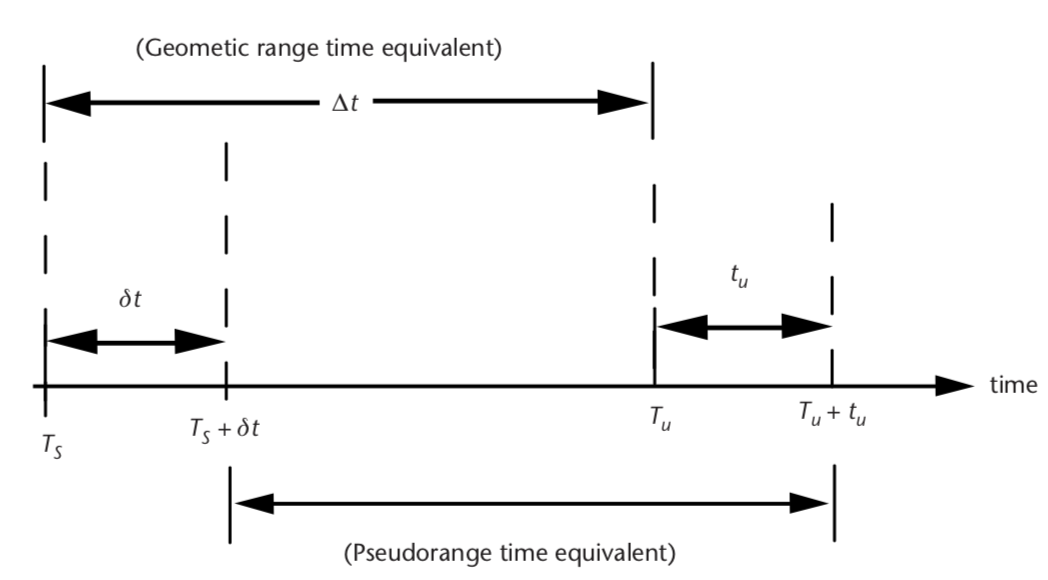 (Geometic range time equivalent)
Δt
δt
t_u
time
T_S
T_S + δt
T_u
T_u + t_u
(Pseudorange time equivalent)